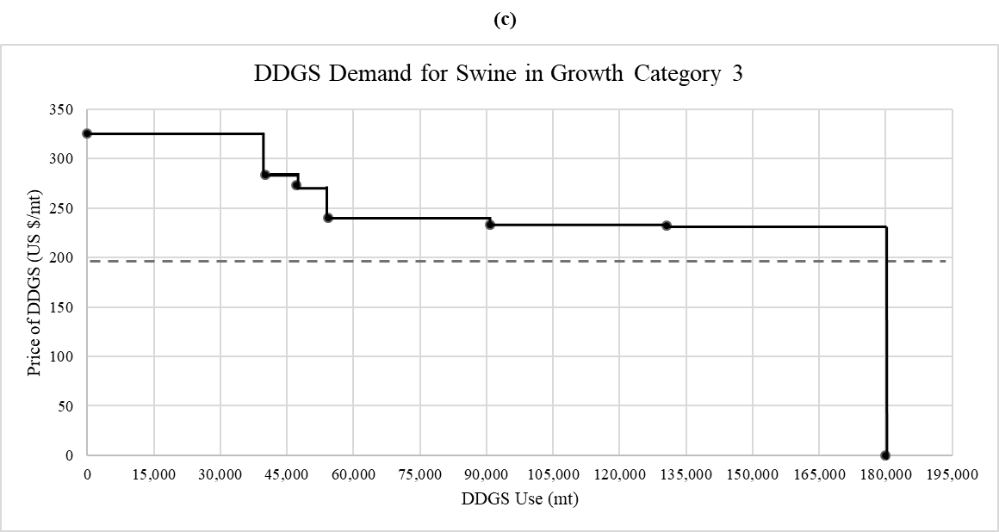 (c)
DDGS Demand for Swine in Growth Category 3
350
300
250
200
150
100
50
0
Price of DDGS (US $/mt)
0 15,000 30,000 45,000 60,000 75,000 90,000 105,000 120,000 135,000 150,000 165,000 180,000 195,000
DDGS Use (mt)